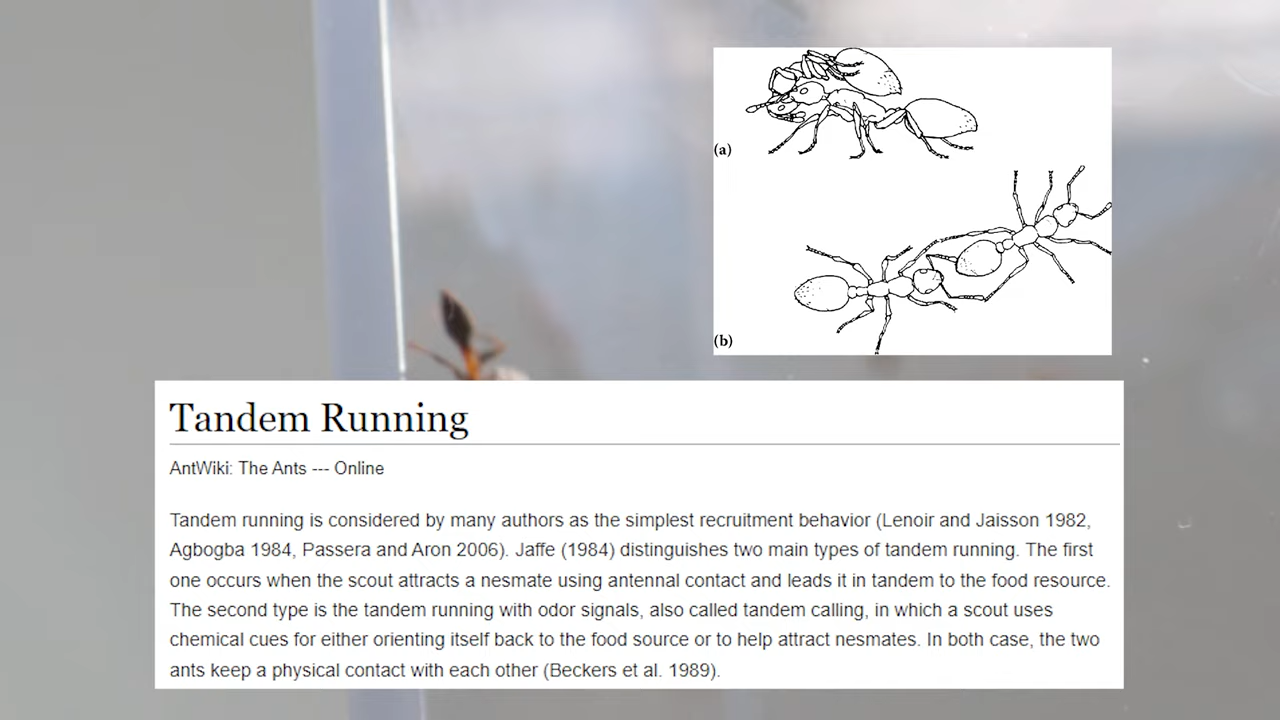 (a)
(b)
Tandem Running
AntWiki: The Ants --- Online
Tandem running is considered by many authors as the simplest recruitment behavior (Lenoir and Jaisson 1982,
Agbogba 1984, Passera and Aron 2006). Jaffe (1984) distinguishes two main types of tandem running. The first
one occurs when the scout attracts a nesmate using antennal contact and leads it in tandem to the food resource.
The second type is the tandem running with odor signals, also called tandem calling, in which a scout uses
chemical cues for either orienting itself back to the food source or to help attract nesmates. In both case, the two
ants keep a physical contact with each other (Beckers et al. 1989).